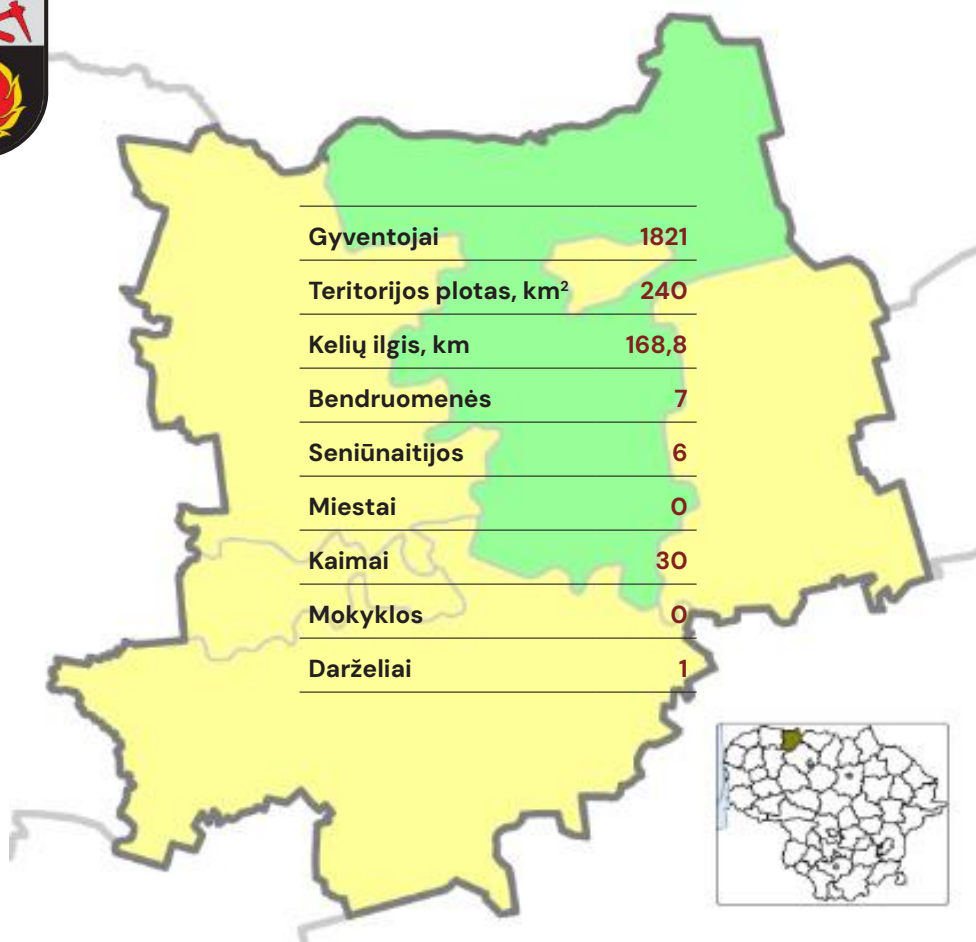 Gyventojai 1821
Teritorijos plotas, km² 240
Kelių ilgis, km 168,8
Bendruomenės 7
Seniūnaitijos 6
Miestai 0
Kaimai 30
Mokyklos 0
Darželiai 1